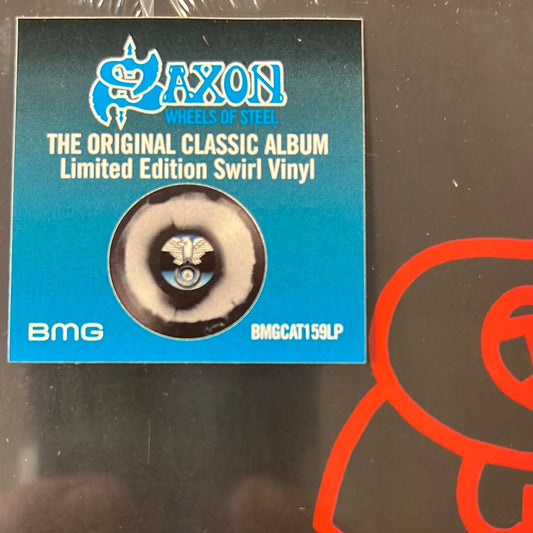 SAXON
WHEELS OF STEEL
THE ORIGINAL CLASSIC ALBUM
Limited Edition Swirl Vinyl
BMG
BMGCAT159LP